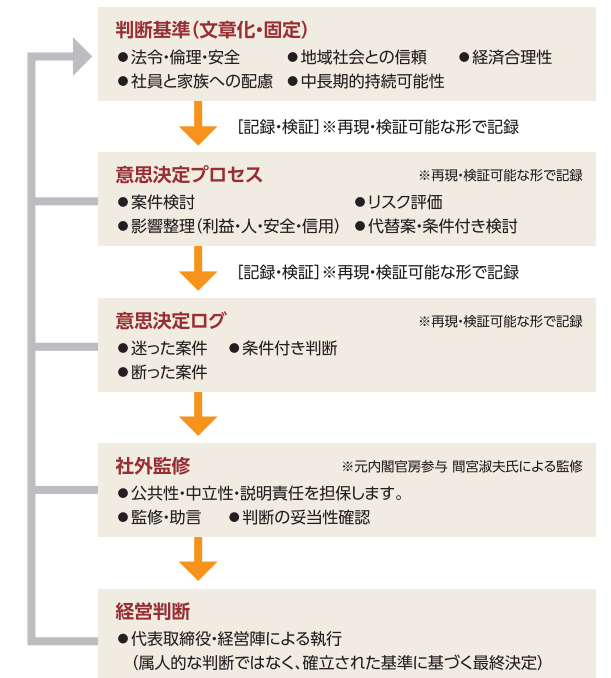 判断基準（文章化・固定）
●法令・倫理・安全 ●地域社会との信頼 ●経済合理性
●社員と家族への配慮 ●中長期的持続可能性
［記録・検証］※再現・検証可能な形で記録
意思決定プロセス ※再現・検証可能な形で記録
●案件検討 ●リスク評価
●影響整理（利益・人・安全・信用） ●代替案・条件付き検討
［記録・検証］※再現・検証可能な形で記録
意思決定ログ ※再現・検証可能な形で記録
●迷った案件 ●条件付き判断
●断った案件
社外監修 ※元内閣官房参与 間宮淑夫氏による監修
●公共性・中立性・説明責任を担保します。
●監修・助言 ●判断の妥当性確認
経営判断
●代表取締役・経営陣による執行
（属人的な判断ではなく、確立された基準に基づく最終決定）